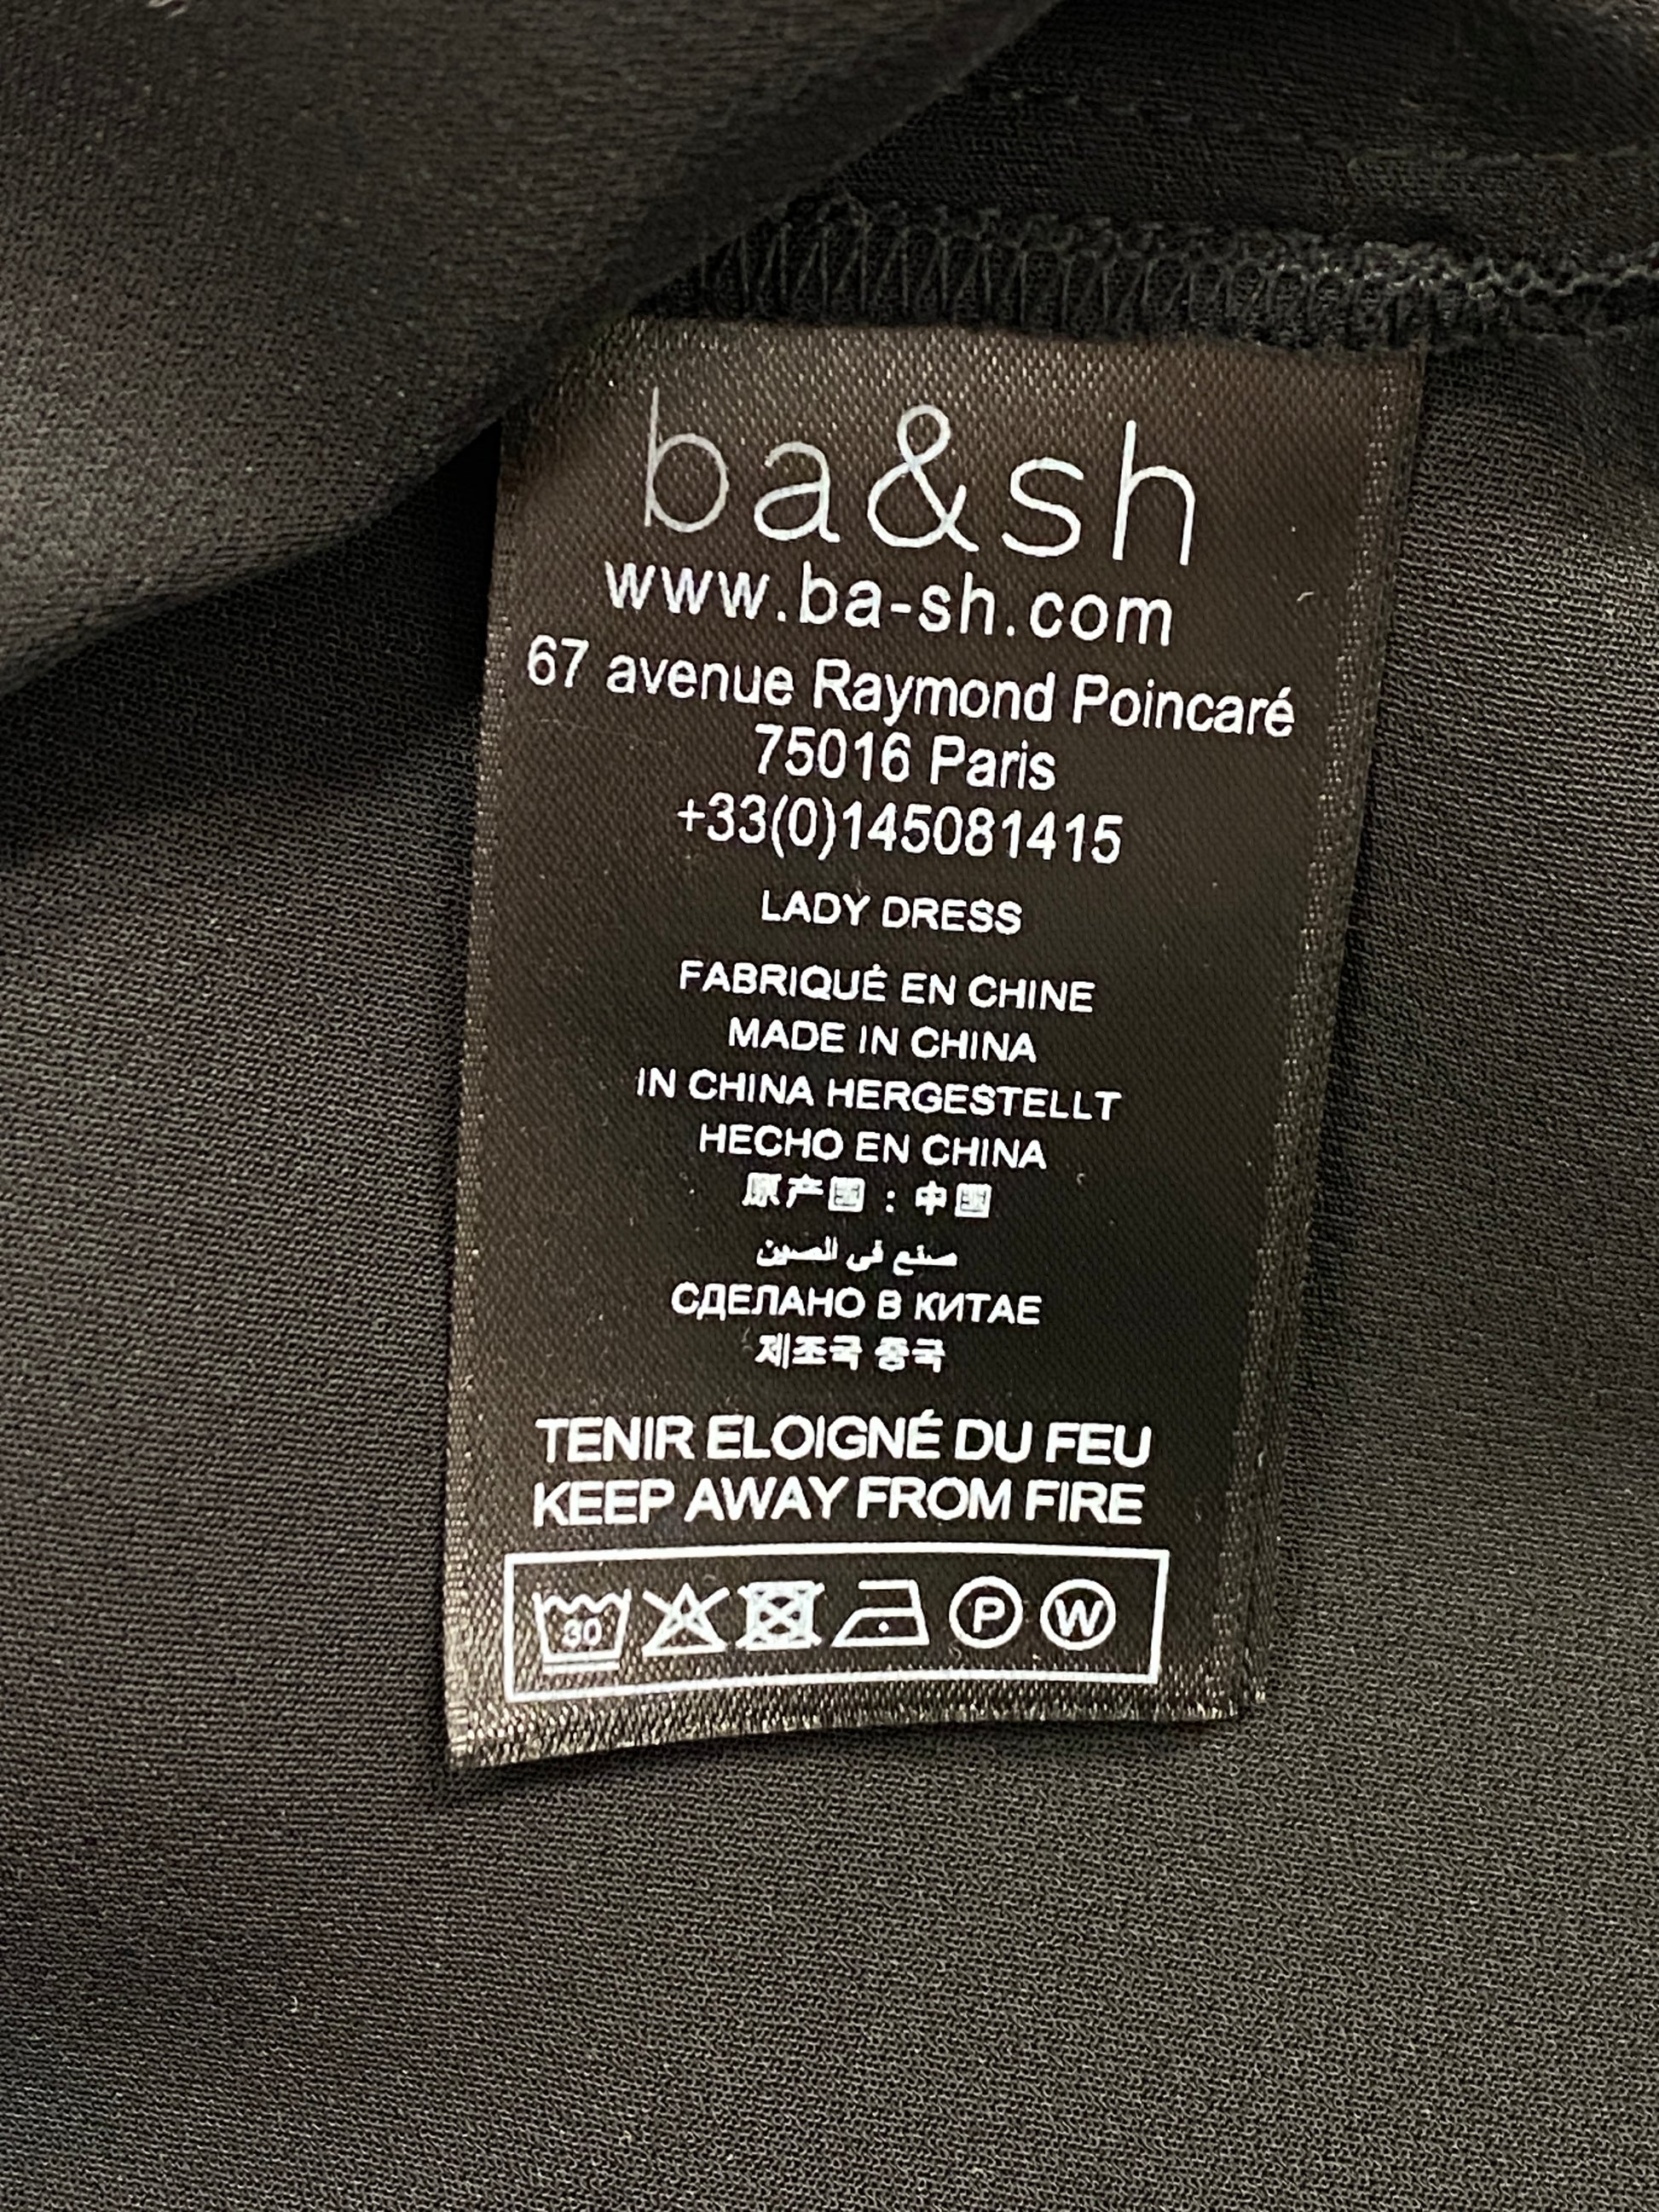 ba&sh
www.ba-sh.com
67 avenue Raymond Poincaré
75016 Paris
+33(0)145081415
LADY DRESS
FABRIQUÉ EN CHINE
MADE IN CHINA
IN CHINA HERGESTELLT
HECHO EN CHINA
原产国：中国
صنع في الصين
СДЕЛАНО В КИТАЕ
제조국 중국
TENIR ELOIGNÉ DU FEU
KEEP AWAY FROM FIRE
30 P W